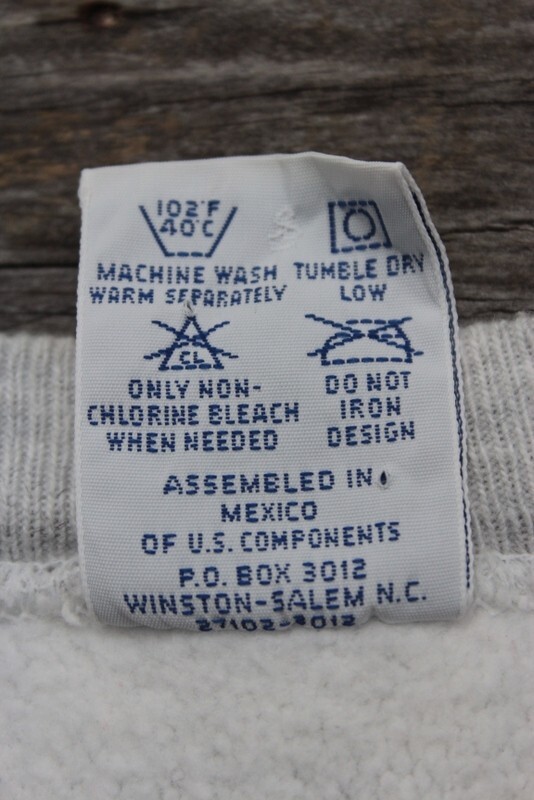 102°F
40°C
MACHINE WASH
WARM SEPARATELY
TUMBLE DRY
LOW
CL
ONLY NON-
CHLORINE BLEACH
WHEN NEEDED
DO NOT
IRON
DESIGN
ASSEMBLED IN
MEXICO
OF U.S. COMPONENTS
P.O. BOX 3012
WINSTON-SALEM N.C.
27102-3012